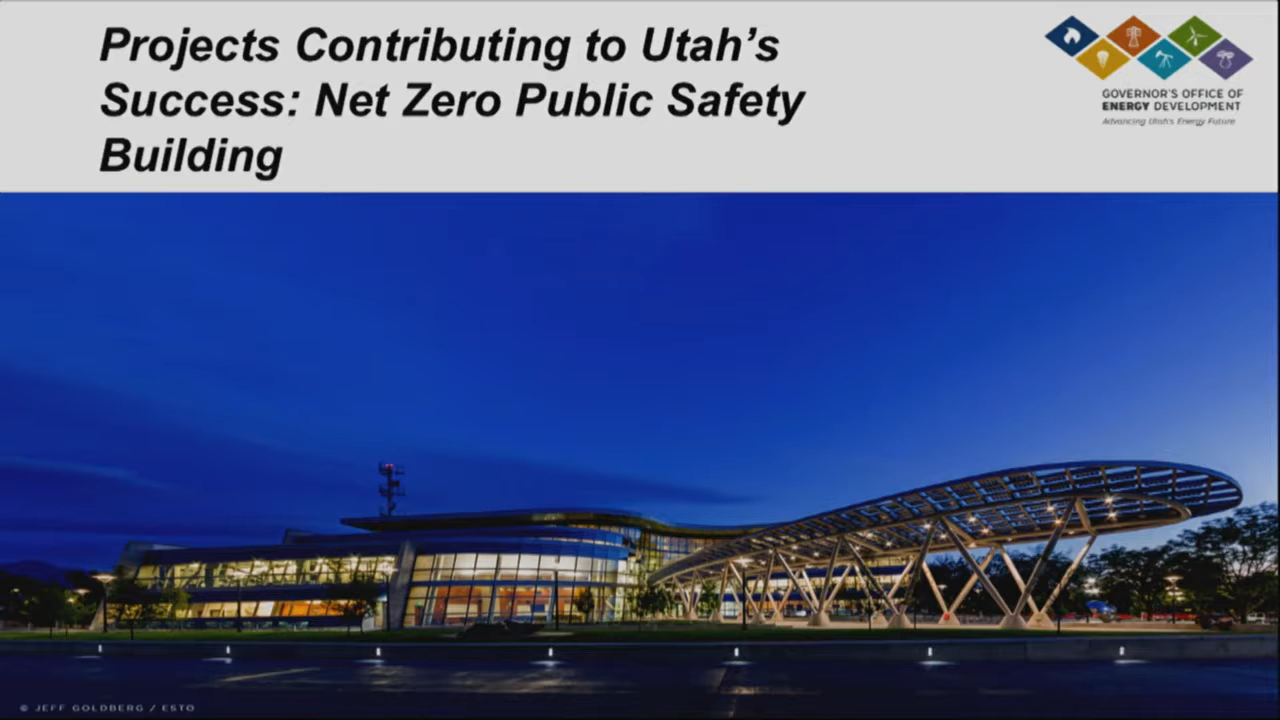 Projects Contributing to Utah's
Success: Net Zero Public Safety
Building
GOVERNOR'S OFFICE OF
ENERGY DEVELOPMENT
Advancing Utah's Energy Future
© JEFF GOLDBERG / ESTO